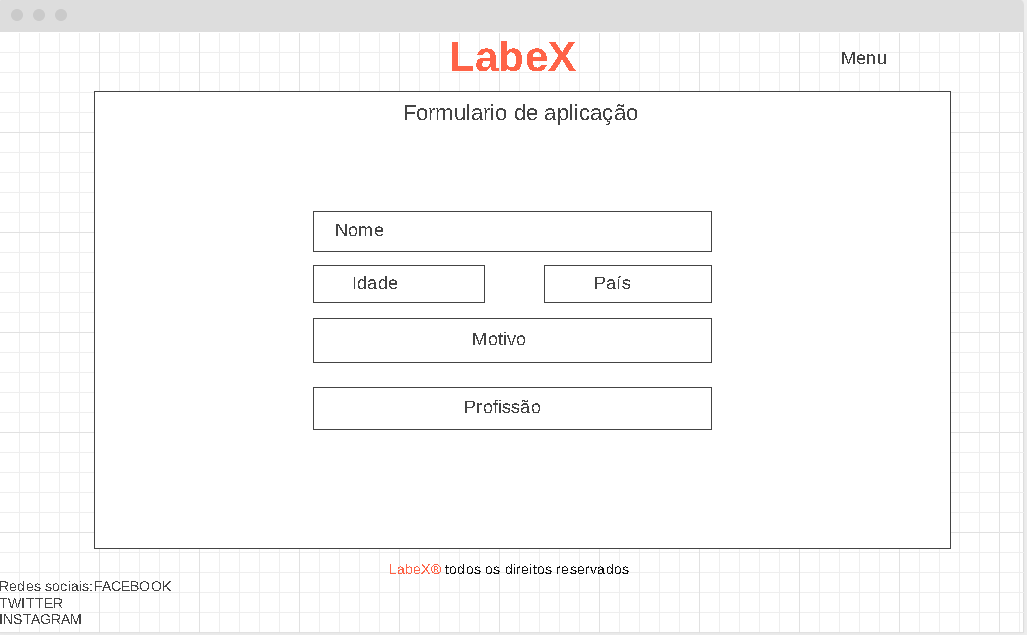 LabeX
Menu
Formulario de aplicação
Nome
Idade
País
Motivo
Profissão
LabeX® todos os direitos reservados
Redes sociais:FACEBOOK
TWITTER
INSTAGRAM